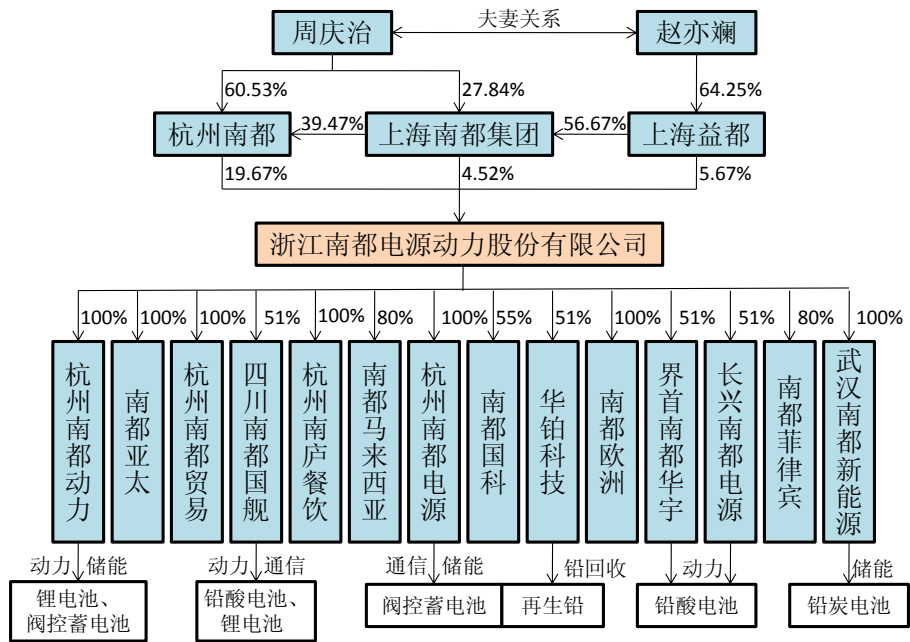 夫妻关系
周庆治
赵亦斓
60.53%
27.84%
64.25%
杭州南都
39.47%
上海南都集团
56.67%
上海益都
19.67%
4.52%
5.67%
浙江南都电源动力股份有限公司
100%
100%
100%
51%
100%
80%
100%
55%
51%
100%
51%
51%
80%
100%
杭州南都动力
南都亚太
杭州南都贸易
四川南都国舰
杭州南庐餐饮
南都马来西亚
杭州南都电源
南都国科
华铂科技
南都欧洲
界首南都华宇
长兴南都电源
南都菲律宾
武汉南都新能源
动力 储能
动力 通信
通信 储能
铅回收
动力
储能
锂电池、
阀控蓄电池
铅酸电池、
锂电池
阀控蓄电池
再生铅
铅酸电池
铅炭电池